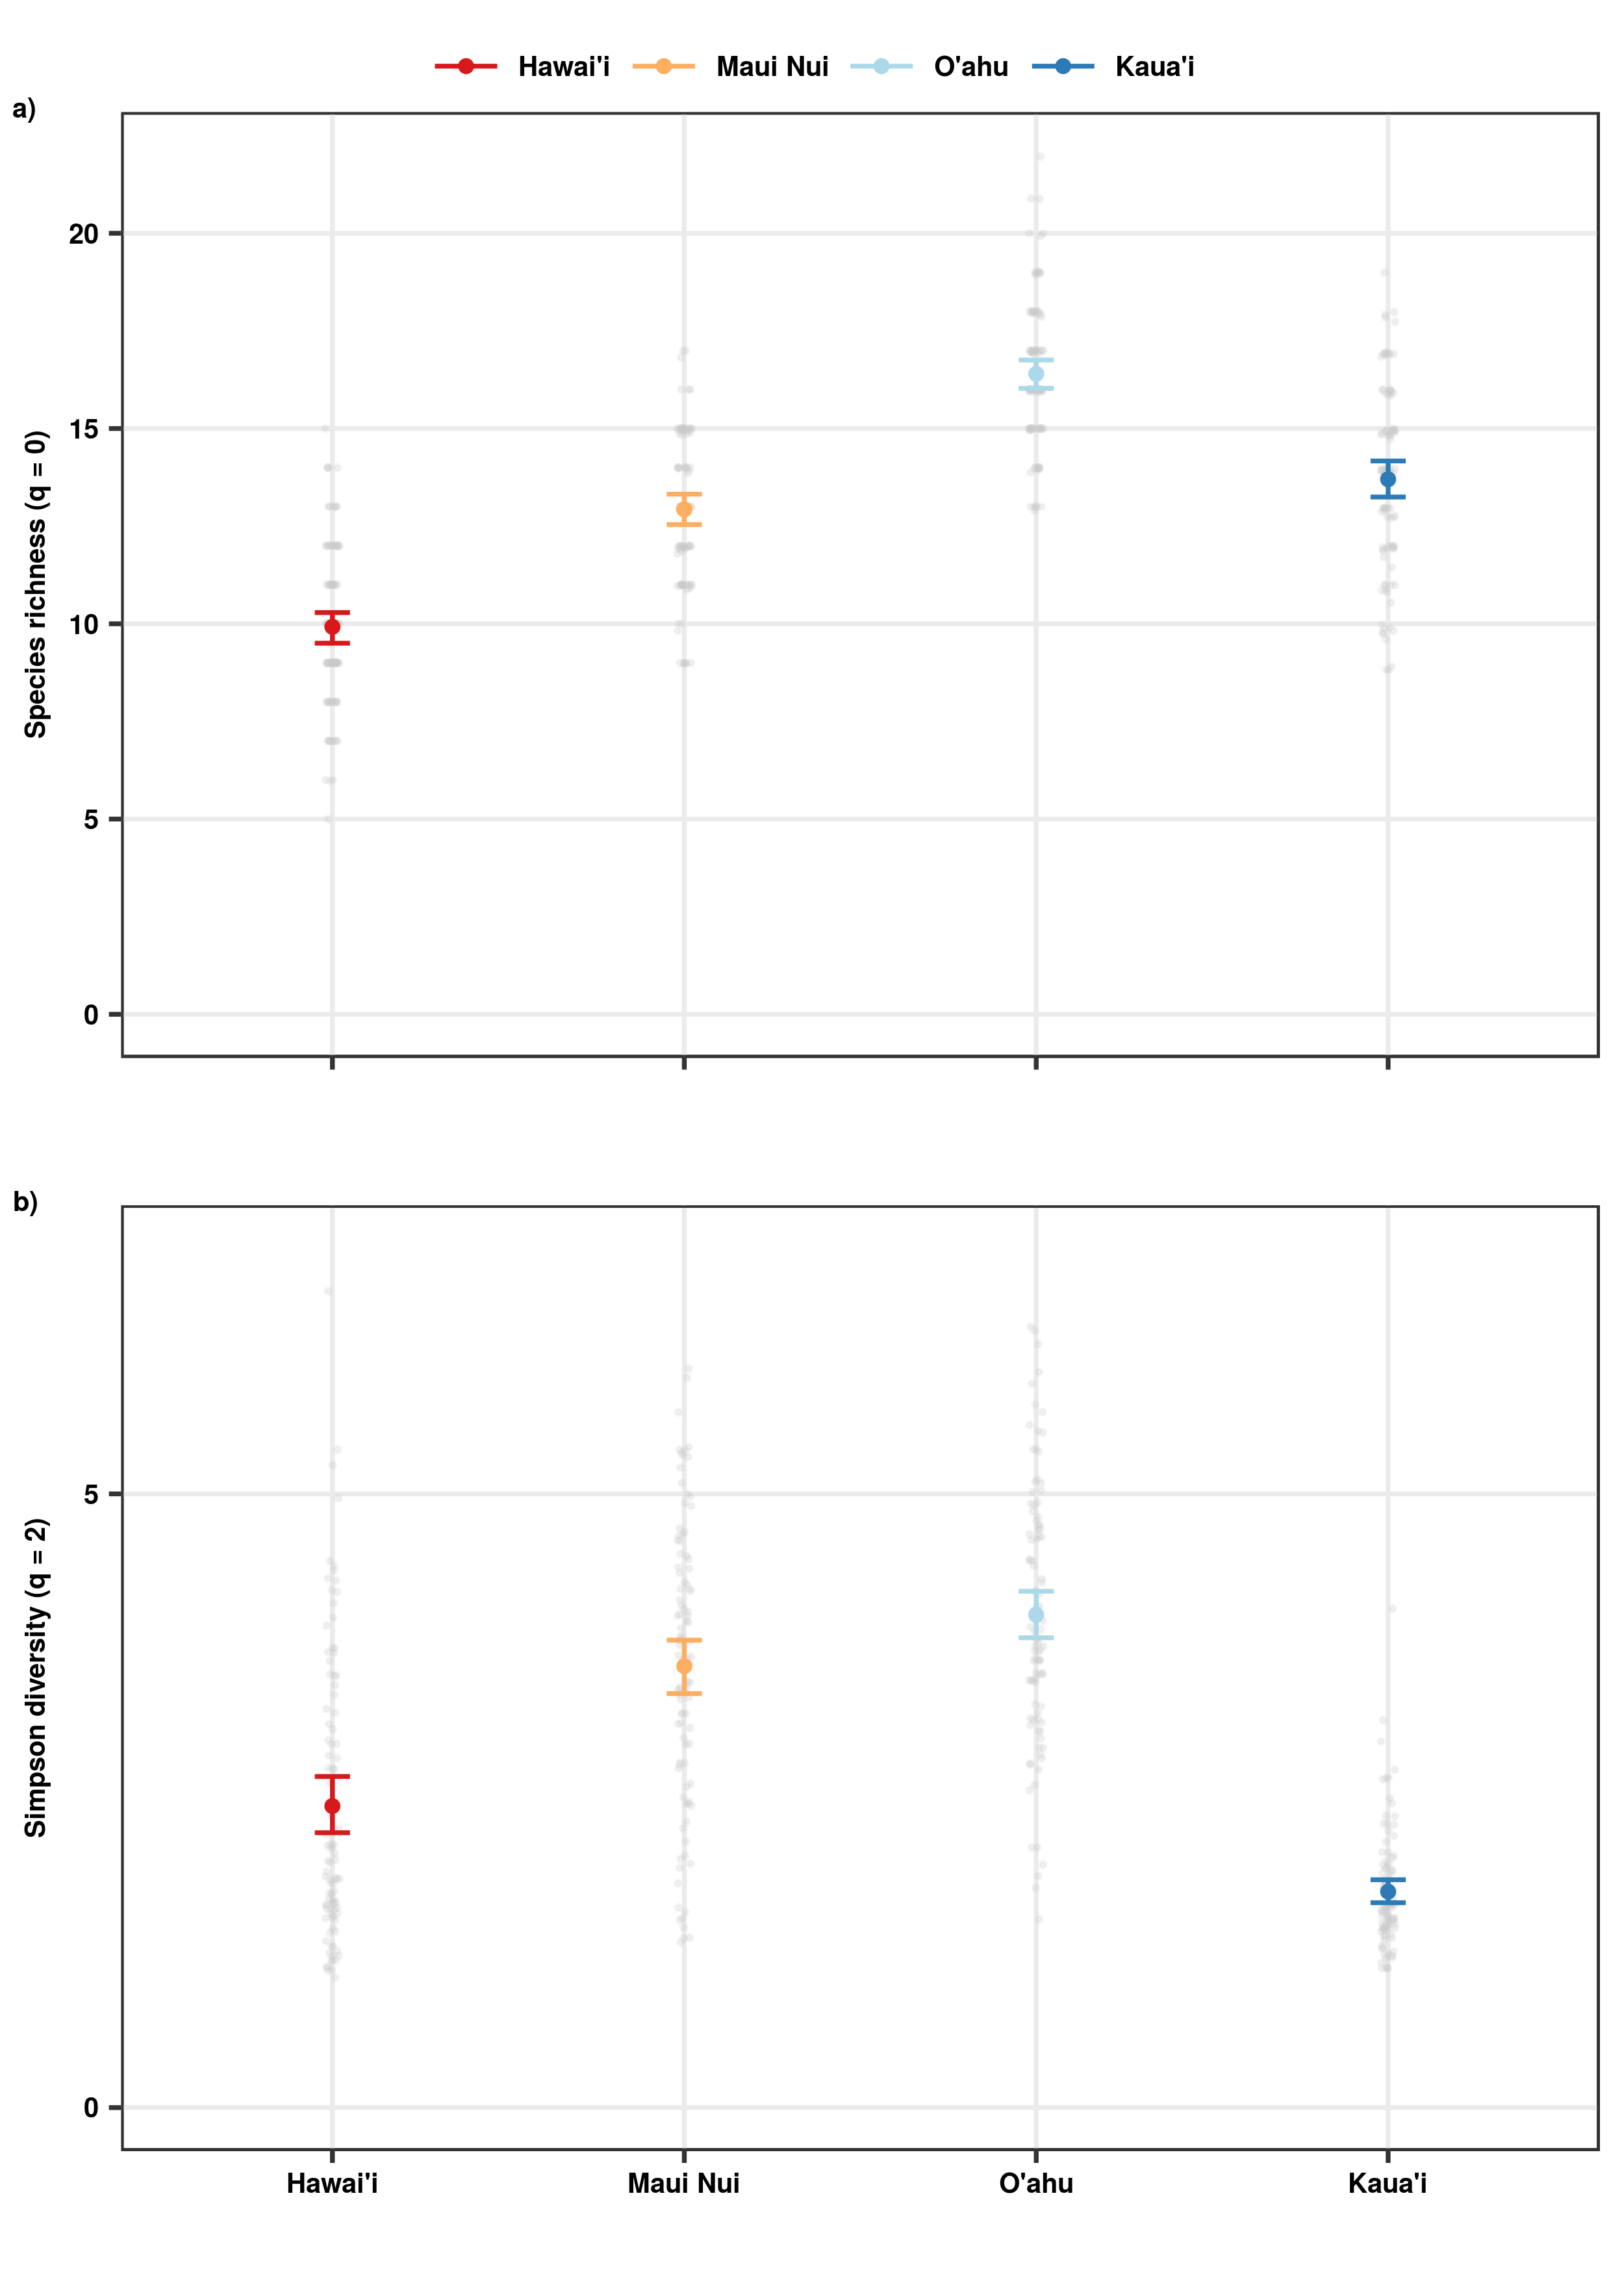 Hawai'i Maui Nui O'ahu Kaua'i
a)
20
15
10
5
0
Species richness (q = 0)
b)
5
0
Simpson diversity (q = 2)
Hawai'i Maui Nui O'ahu Kaua'i